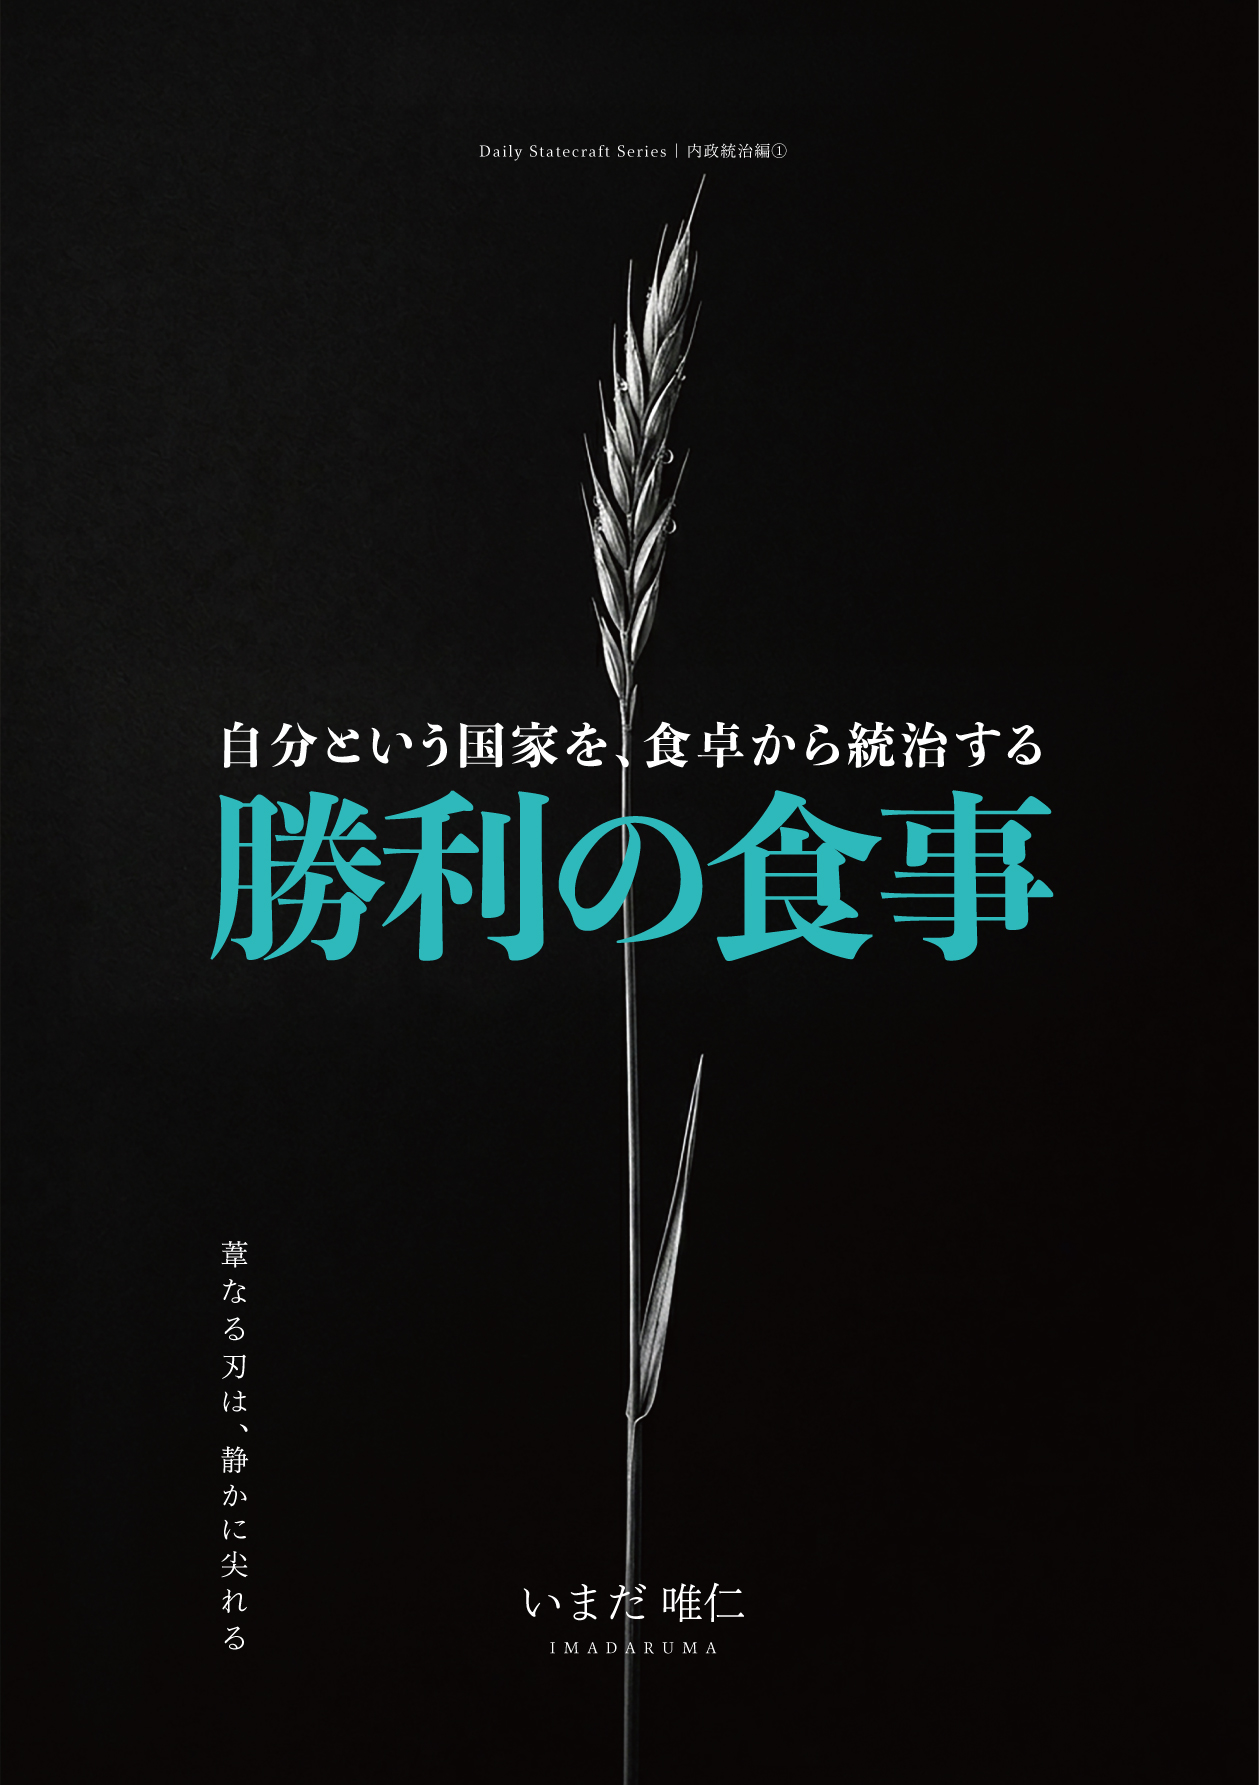 Daily Statecraft Series｜内政統治編①
自分という国家を、食卓から統治する
勝利の食事
葦なる刃は、静かに尖れる
いまだ 唯仁
IMADARUMA